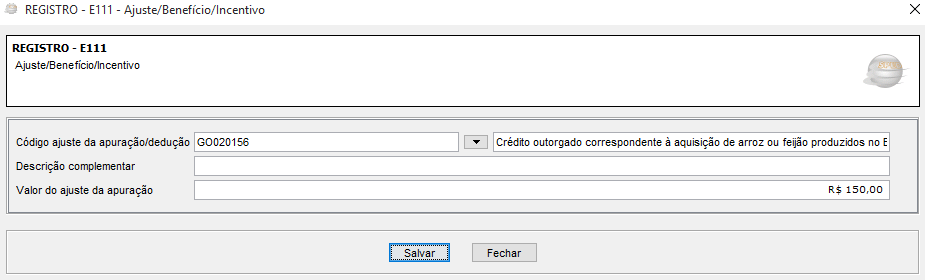 REGISTRO - E111 - Ajuste/Benefício/Incentivo
REGISTRO - E111
Ajuste/Benefício/Incentivo
Código ajuste da apuração/dedução GO020156 Crédito outorgado correspondente à aquisição de arroz ou feijão produzidos no E
Descrição complementar
Valor do ajuste da apuração R$ 150,00
Salvar Fechar